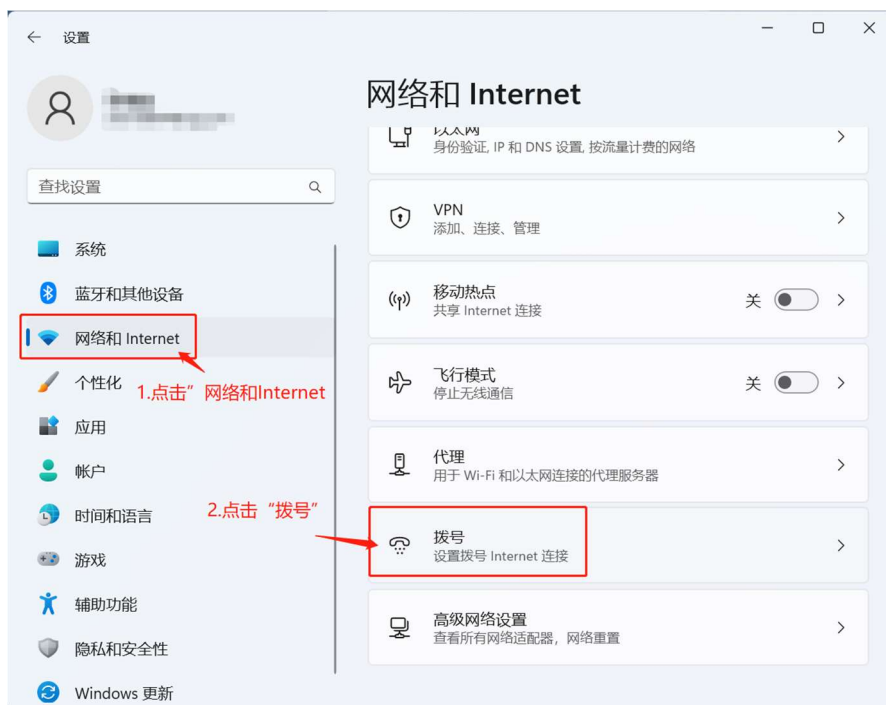 设置
网络和 Internet
以太网
身份验证, IP 和 DNS 设置, 按流量计费的网络
查找设置
VPN
添加、连接、管理
系统
蓝牙和其他设备
移动热点
共享 Internet 连接
关
网络和 Internet
1.点击”网络和Internet
个性化
飞行模式
停止无线通信
关
应用
代理
用于 Wi-Fi 和以太网连接的代理服务器
帐户
时间和语言
2.点击“拨号”
拨号
设置拨号 Internet 连接
游戏
辅助功能
高级网络设置
查看所有网络适配器，网络重置
隐私和安全性
Windows 更新